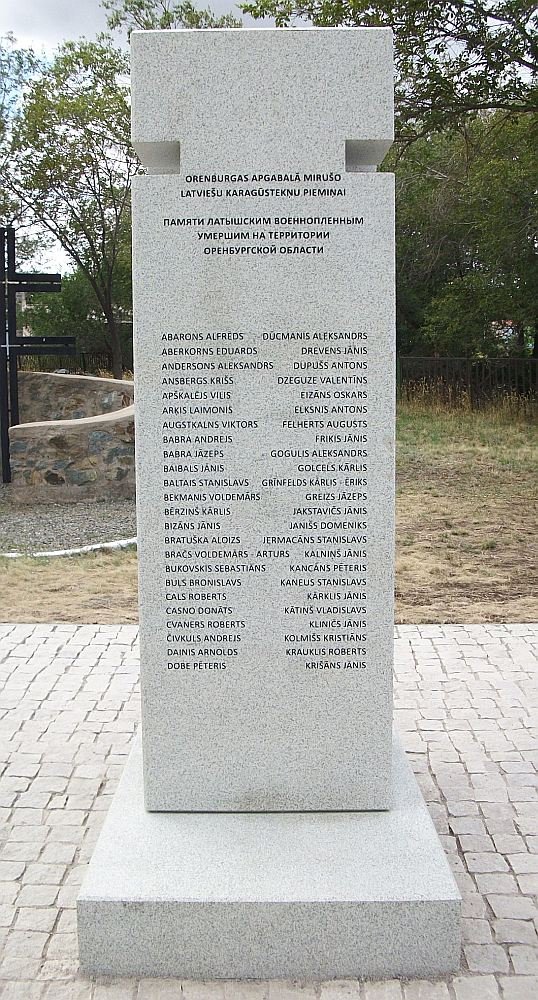 ORENBURGAS APGABALĀ MIRUŠO
LATVIEŠU KARAGŪSTEKŅU PIEMIŅAI
ПАМЯТИ ЛАТЫШСКИМ ВОЕННОПЛЕННЫМ
УМЕРШИМ НА ТЕРРИТОРИИ
ОРЕНБУРГСКОЙ ОБЛАСТИ
ABARONS ALFRĒDS DŪCMANIS ALEKSANDRS
ABERKORNS EDUARDS DREVENS JĀNIS
ANDERSONS ALEKSANDRS DUPUŠS ANTONS
ANSBERGS KRIŠS DZEGUZE VALENTĪNS
APŠKALĒJS VILIS EIZĀNS OSKARS
ARKIS LAIMONIS ELKSNIS ANTONS
AUGSTKALNS VIKTORS FELHERTS AUGUSTS
BABRA ANDREJS FRIĶIS JĀNIS
BABRA JĀZEPS GOGULIS ALEKSANDRS
BAIBALS JĀNIS GOLCELS KĀRLIS
BALTAIS STANISLAVS GRĪNFELDS KĀRLIS - ĒRIKS
BEKMANIS VOLDEMĀRS GREIZS JĀZEPS
BĒRZIŅŠ KĀRLIS JAKSTAVIČS JĀNIS
BIZĀNS JĀNIS JANIŠS DOMENIKS
BRATUŠKA ALOIZS JERMACĀNS STANISLAVS
BRAČS VOLDEMĀRS - ARTURS KALNIŅŠ JĀNIS
BUKOVSKIS SEBASTIĀNS KANCĀNS PĒTERIS
BULS BRONISLAVS KANEUS STANISLAVS
CALS ROBERTS KĀRKLIS JĀNIS
CASNO DONĀTS KĀTIŅS VLADISLAVS
CVANERS ROBERTS KLINIČS JĀNIS
ČIVKULS ANDREJS KOLMIŠS KRISTIĀNS
DAINIS ARNOLDS KRAUKLIS ROBERTS
DOBE PĒTERIS KRIŠĀNS JĀNIS